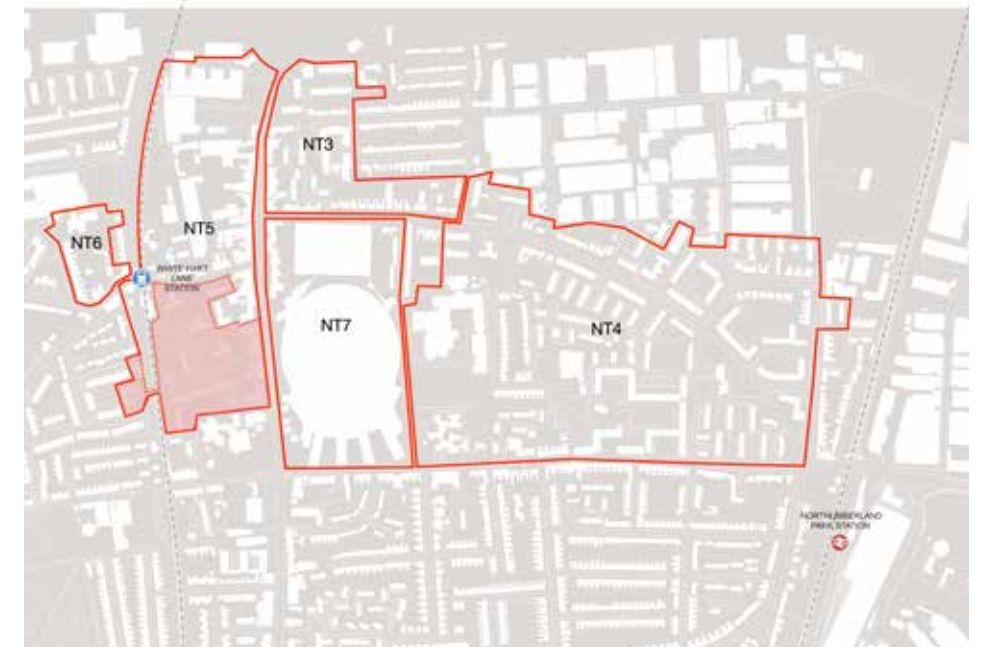 NT3
NT5
NT6
WHITE HART
LANE
STATION
NT7
NT4
NORTHUMBERLAND
PARK STATION